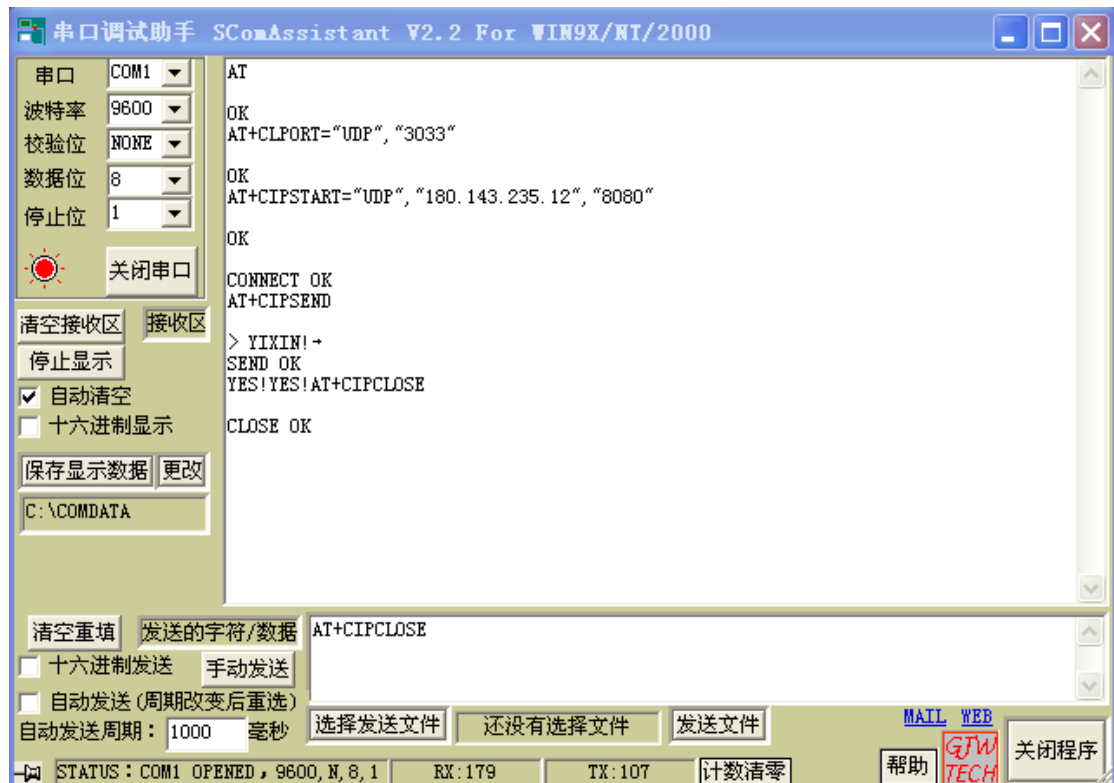 串口调试助手 SComAssistant V2.2 For WIN9X/NT/2000
串口 COM1
波特率 9600
校验位 NONE
数据位 8
停止位 1
关闭串口
清空接收区 接收区
停止显示
自动清空
十六进制显示
保存显示数据 更改
C:\COMDATA
AT
OK
AT+CLPORT="UDP","3033"
OK
AT+CIPSTART="UDP","180.143.235.12","8080"
OK
CONNECT OK
AT+CIPSEND
> YIXIN!→
SEND OK
YES!YES!AT+CIPCLOSE
CLOSE OK
清空重填 发送的字符/数据 AT+CIPCLOSE
十六进制发送 手动发送
自动发送(周期改变后重选)
自动发送周期: 1000 毫秒 选择发送文件 还没有选择文件 发送文件
MAIL WEB
GJW
TECH
帮助
关闭程序
STATUS:COM1 OPENED,9600,N,8,1 RX:179 TX:107 计数清零